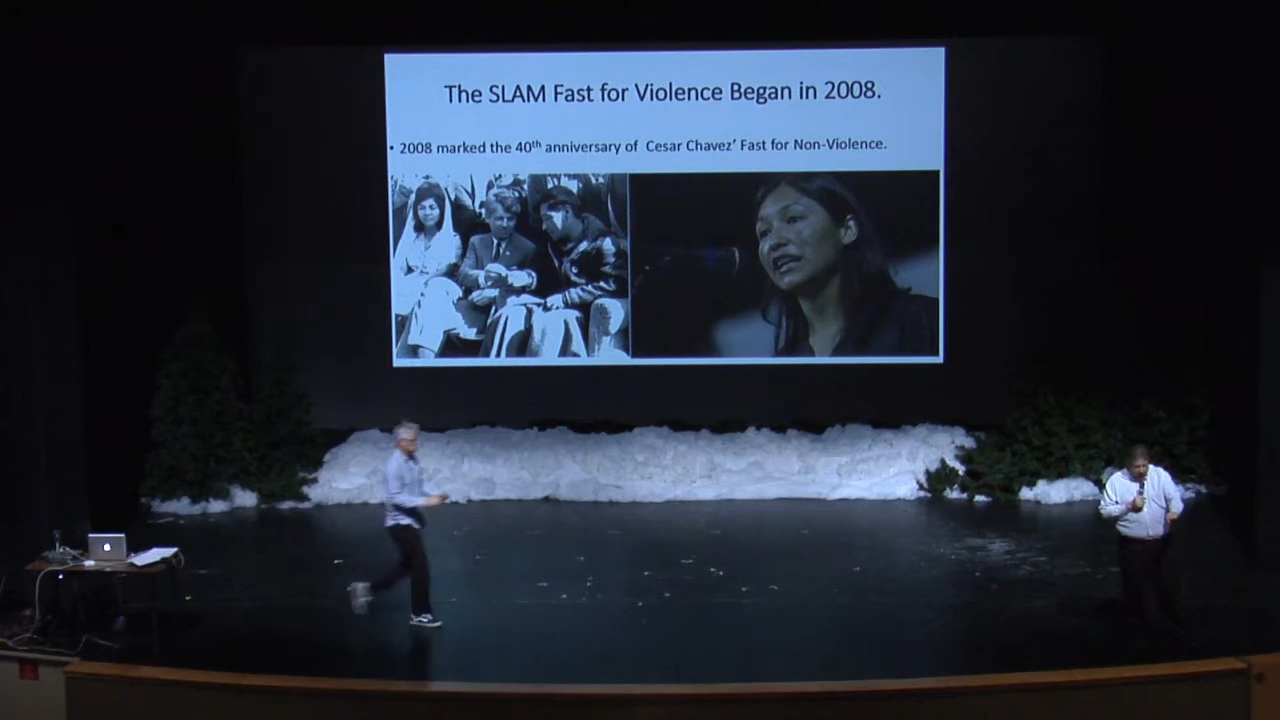 The SLAM Fast for Violence Began in 2008.
• 2008 marked the 40th anniversary of Cesar Chavez’ Fast for Non-Violence.